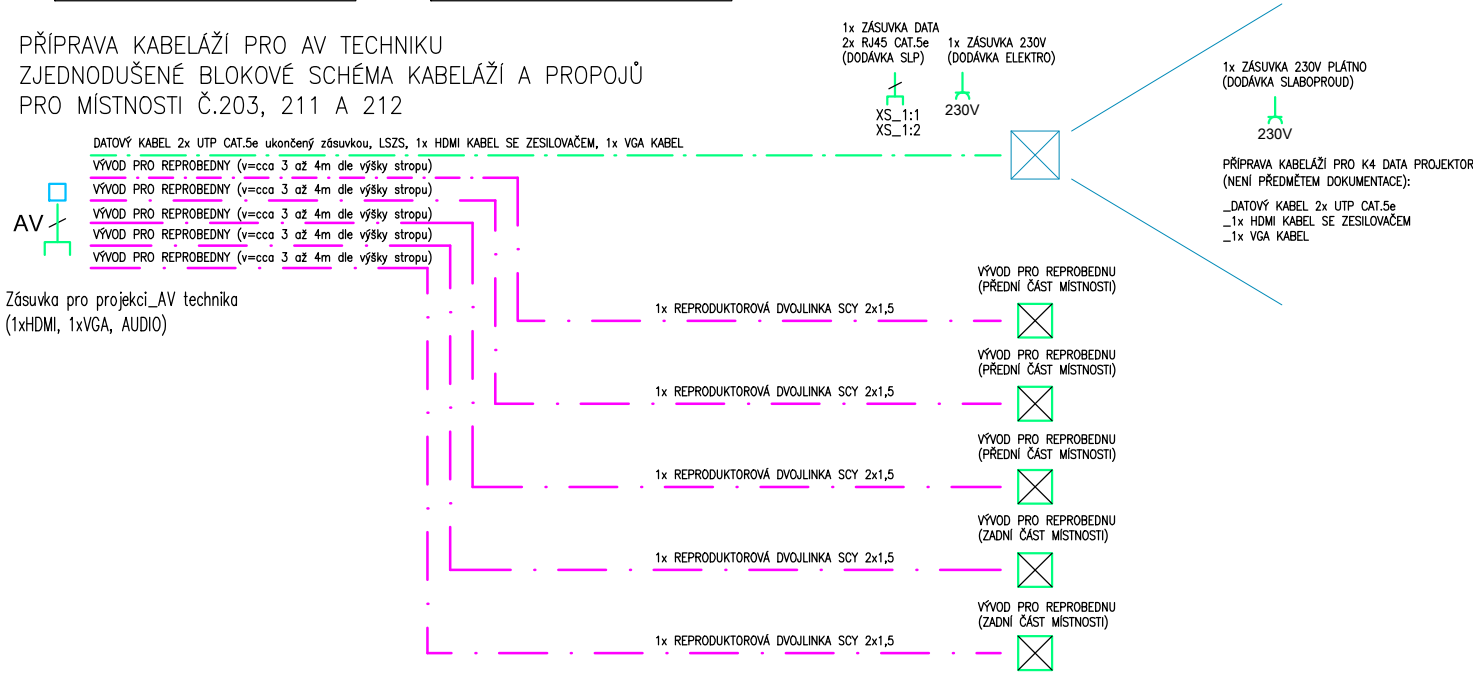 PŘÍPRAVA KABELÁŽÍ PRO AV TECHNIKU
ZJEDNODUŠENÉ BLOKOVÉ SCHÉMA KABELÁŽÍ A PROPOJŮ
PRO MÍSTNOSTI Č.203, 211 A 212
1x ZÁSUVKA DATA
2x RJ45 CAT.5e
(DODÁVKA SLP)
XS_1:1
XS_1:2
1x ZÁSUVKA 230V
(DODÁVKA ELEKTRO)
230V
1x ZÁSUVKA 230V PLÁTNO
(DODÁVKA SLABOPROUD)
230V
PŘÍPRAVA KABELÁŽÍ PRO K4 DATA PROJEKTOR
(NENÍ PŘEDMĚTEM DOKUMENTACE):
_DATOVÝ KABEL 2x UTP CAT.5e
_1x HDMI KABEL SE ZESILOVAČEM
_1x VGA KABEL
DATOVÝ KABEL 2x UTP CAT.5e ukončený zásuvkou, LSZS, 1x HDMI KABEL SE ZESILOVAČEM, 1x VGA KABEL
VÝVOD PRO REPROBEDNY (v=cca 3 až 4m dle výšky stropu)
VÝVOD PRO REPROBEDNY (v=cca 3 až 4m dle výšky stropu)
VÝVOD PRO REPROBEDNY (v=cca 3 až 4m dle výšky stropu)
VÝVOD PRO REPROBEDNY (v=cca 3 až 4m dle výšky stropu)
VÝVOD PRO REPROBEDNY (v=cca 3 až 4m dle výšky stropu)
AV
Zásuvka pro projekci_AV technika
(1xHDMI, 1xVGA, AUDIO)
VÝVOD PRO REPROBEDNU
(PŘEDNÍ ČÁST MÍSTNOSTI)
1x REPRODUKTOROVÁ DVOJLINKA SCY 2x1,5
VÝVOD PRO REPROBEDNU
(PŘEDNÍ ČÁST MÍSTNOSTI)
1x REPRODUKTOROVÁ DVOJLINKA SCY 2x1,5
VÝVOD PRO REPROBEDNU
(PŘEDNÍ ČÁST MÍSTNOSTI)
1x REPRODUKTOROVÁ DVOJLINKA SCY 2x1,5
VÝVOD PRO REPROBEDNU
(ZADNÍ ČÁST MÍSTNOSTI)
1x REPRODUKTOROVÁ DVOJLINKA SCY 2x1,5
VÝVOD PRO REPROBEDNU
(ZADNÍ ČÁST MÍSTNOSTI)
1x REPRODUKTOROVÁ DVOJLINKA SCY 2x1,5